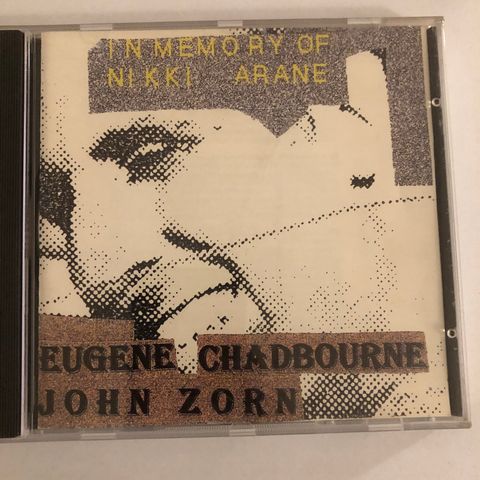 IN MEMORY OF
NIKKI ARANE
EUGENE CHADBOURNE
JOHN ZORN